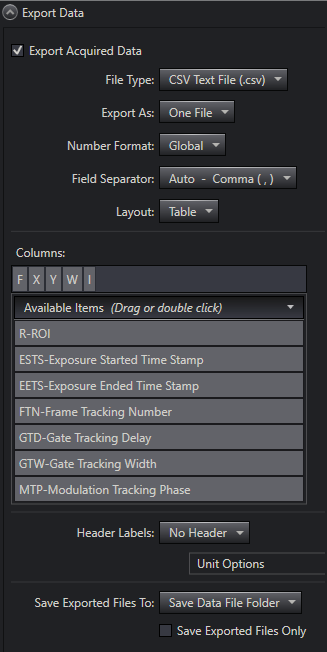 Export Data
Export Acquired Data
File Type: CSV Text File (.csv)
Export As: One File
Number Format: Global
Field Separator: Auto - Comma ( , )
Layout: Table
Columns:
F X Y W I
Available Items (Drag or double click)
R-ROI
ESTS-Exposure Started Time Stamp
EETS-Exposure Ended Time Stamp
FTN-Frame Tracking Number
GTD-Gate Tracking Delay
GTW-Gate Tracking Width
MTP-Modulation Tracking Phase
Header Labels: No Header
Unit Options
Save Exported Files To: Save Data File Folder
Save Exported Files Only